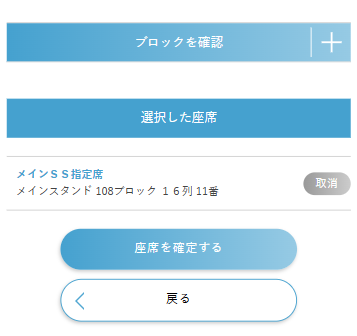 ブロックを確認
選択した座席
メインＳＳ指定席
メインスタンド 108ブロック １６列 11番
取消
座席を確定する
戻る